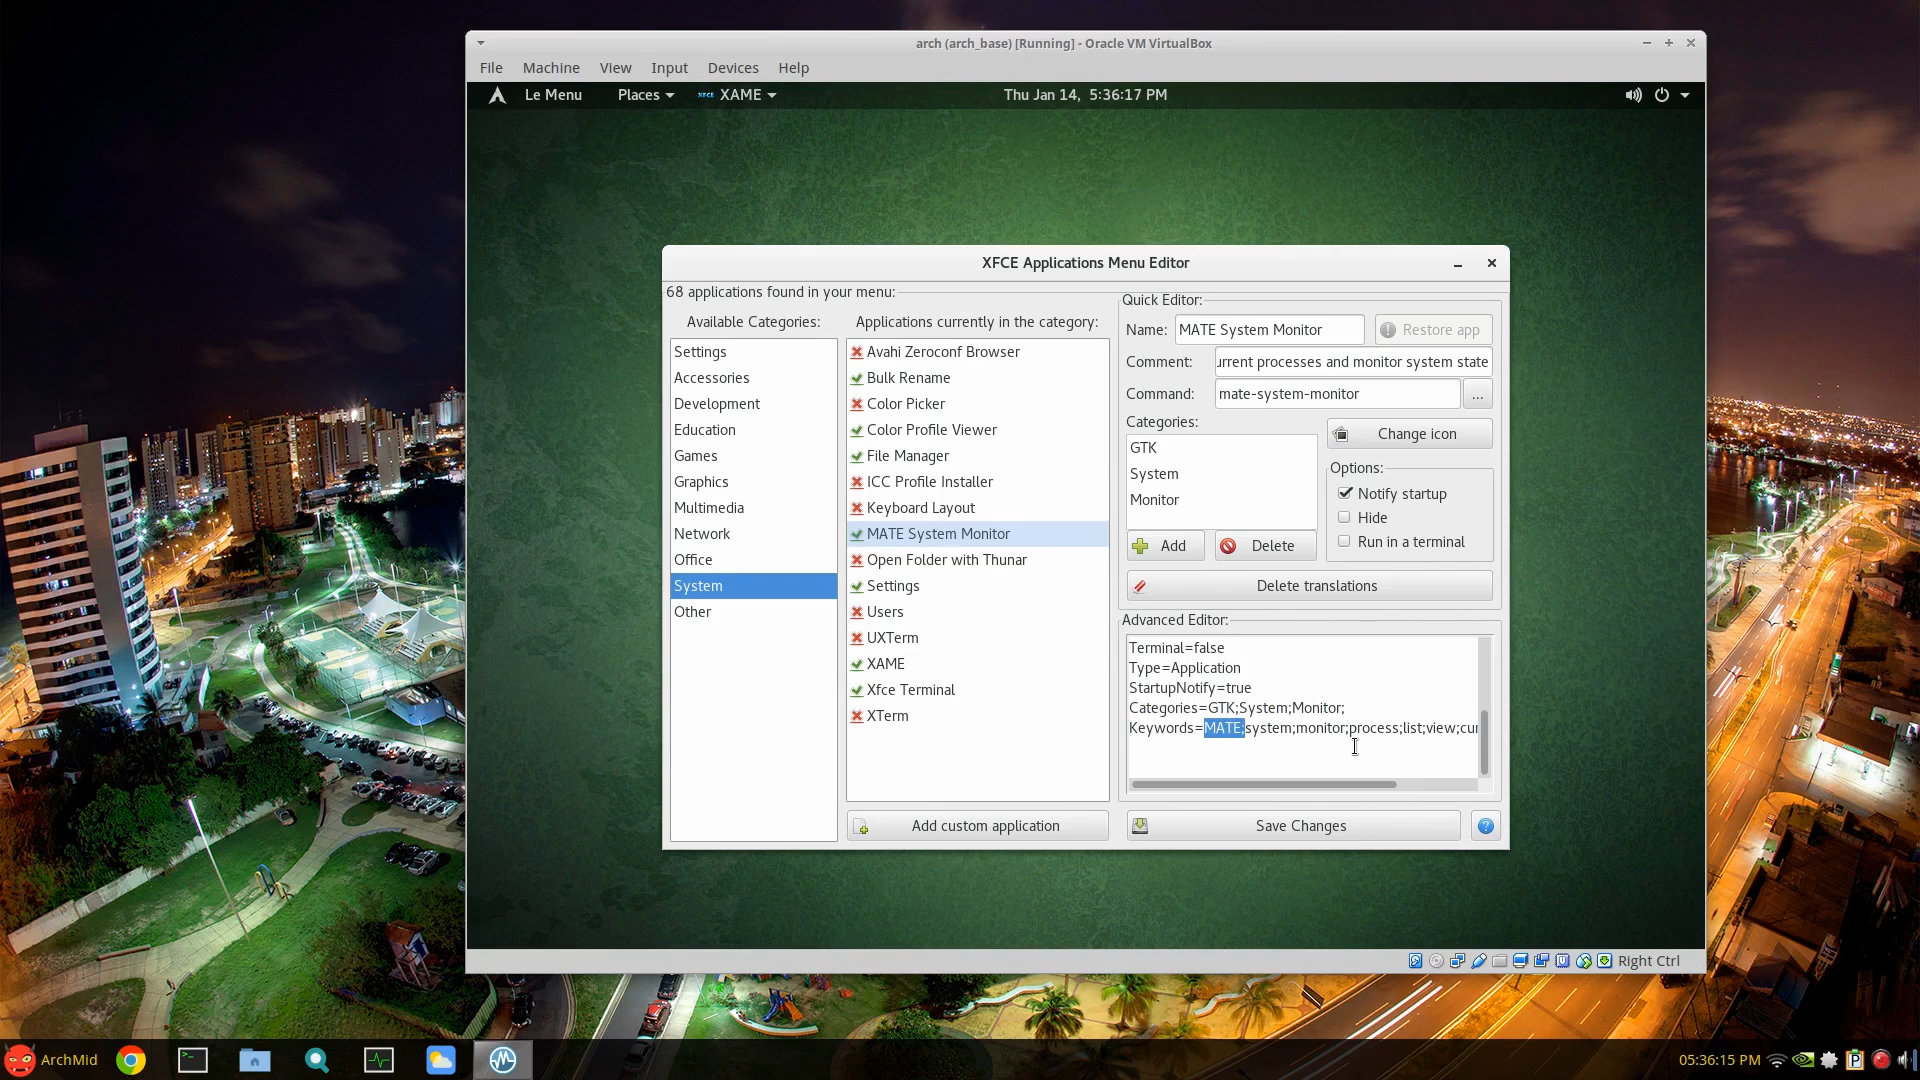 arch (arch_base) [Running] - Oracle VM VirtualBox
File Machine View Input Devices Help
Le Menu Places XAME Thu Jan 14, 5:36:17 PM
XFCE Applications Menu Editor
68 applications found in your menu:
Available Categories:
Settings
Accessories
Development
Education
Games
Graphics
Multimedia
Network
Office
System
Other
Applications currently in the category:
Avahi Zeroconf Browser
Bulk Rename
Color Picker
Color Profile Viewer
File Manager
ICC Profile Installer
Keyboard Layout
MATE System Monitor
Open Folder with Thunar
Settings
Users
UXTerm
XAME
Xfce Terminal
XTerm
Add custom application
Quick Editor:
Name: MATE System Monitor Restore app
Comment: urrent processes and monitor system state
Command: mate-system-monitor ...
Categories:
GTK
System
Monitor
Change icon
Options:
Notify startup
Hide
Run in a terminal
Add Delete
Delete translations
Advanced Editor:
Terminal=false
Type=Application
StartupNotify=true
Categories=GTK;System;Monitor;
Keywords=MATE;system;monitor;process;list;view;cur
Save Changes
Right Ctrl
ArchMid
05:36:15 PM